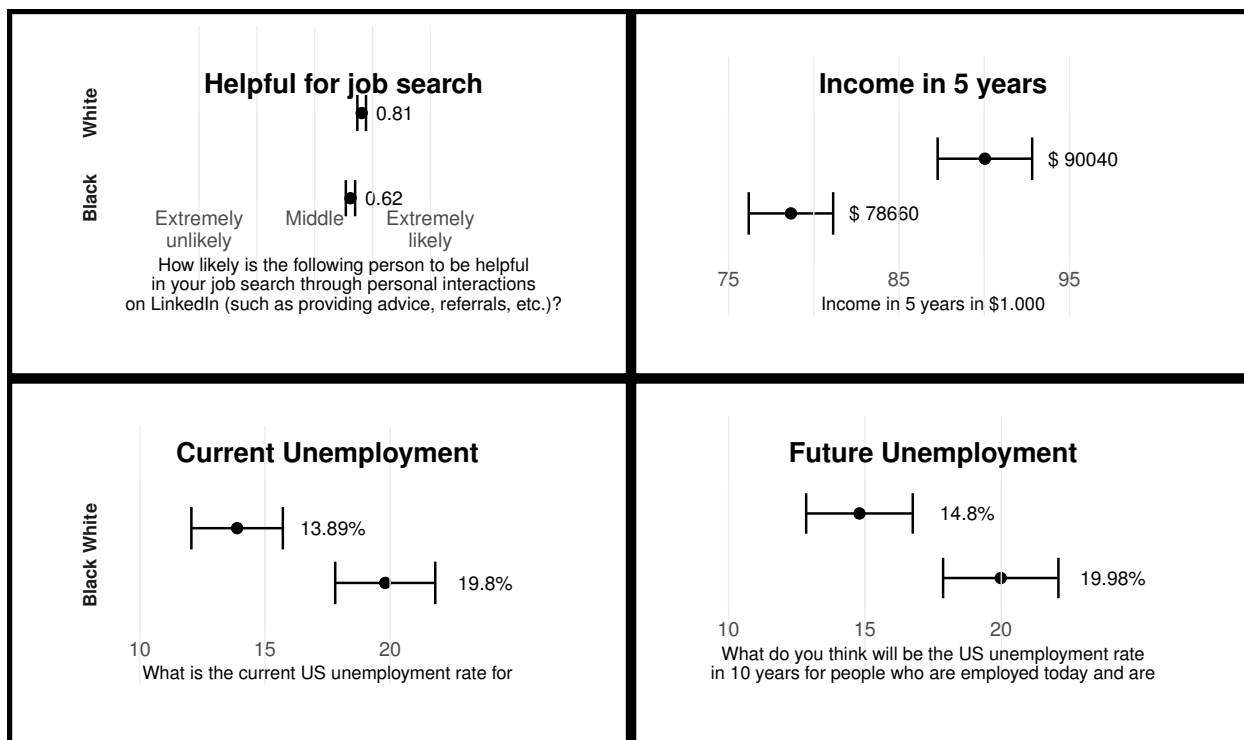 Helpful for job search
White
0.81
Black
0.62
Extremely
unlikely
Middle
Extremely
likely
How likely is the following person to be helpful
in your job search through personal interactions
on LinkedIn (such as providing advice, referrals, etc.)?
Income in 5 years
$ 90040
$ 78660
75 85 95
Income in 5 years in $1.000
Current Unemployment
White
13.89%
Black
19.8%
10 15 20
What is the current US unemployment rate for
Future Unemployment
14.8%
19.98%
10 15 20
What do you think will be the US unemployment rate
in 10 years for people who are employed today and are